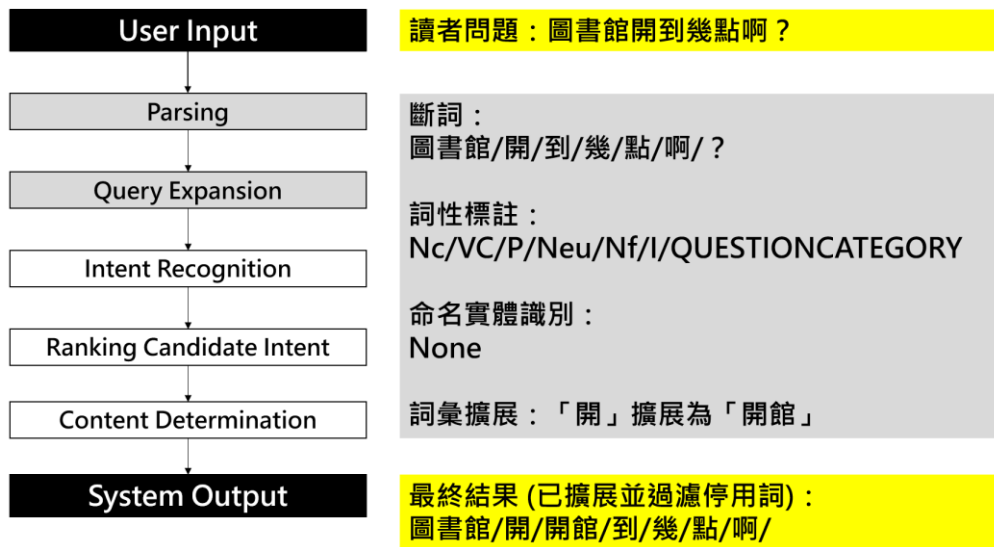 User Input
Parsing
Query Expansion
Intent Recognition
Ranking Candidate Intent
Content Determination
System Output
讀者問題：圖書館開到幾點啊？
斷詞：
圖書館/開/到/幾/點/啊/？
詞性標註：
Nc/VC/P/Neu/Nf/I/QUESTIONCATEGORY
命名實體識別：
None
詞彙擴展：「開」擴展為「開館」
最終結果 (已擴展並過濾停用詞)：
圖書館/開/開館/到/幾/點/啊/